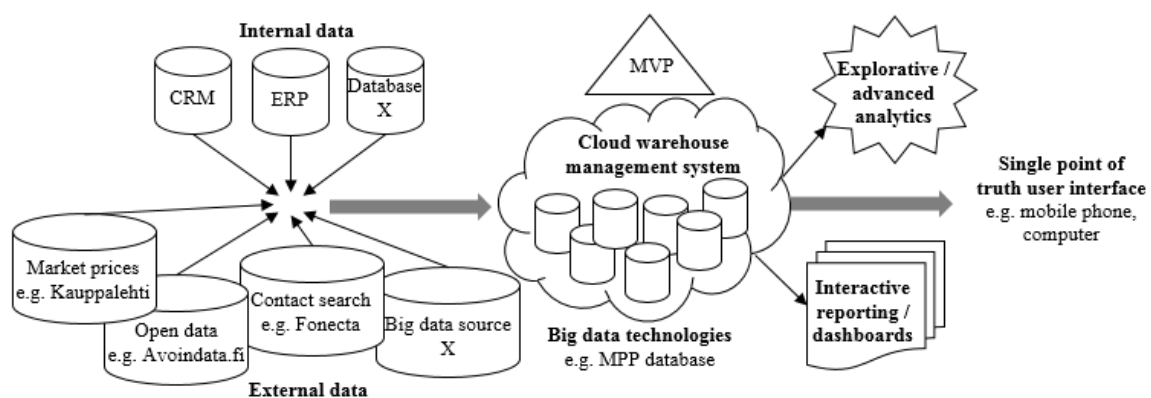 Internal data
CRM
ERP
Database
X
Market prices
e.g. Kauppalehti
Open data
e.g. Avoindata.fi
Contact search
e.g. Fonecta
Big data source
X
External data
MVP
Cloud warehouse
management system
Big data technologies
e.g. MPP database
Explorative /
advanced
analytics
Interactive
reporting /
dashboards
Single point of
truth user interface
e.g. mobile phone,
computer